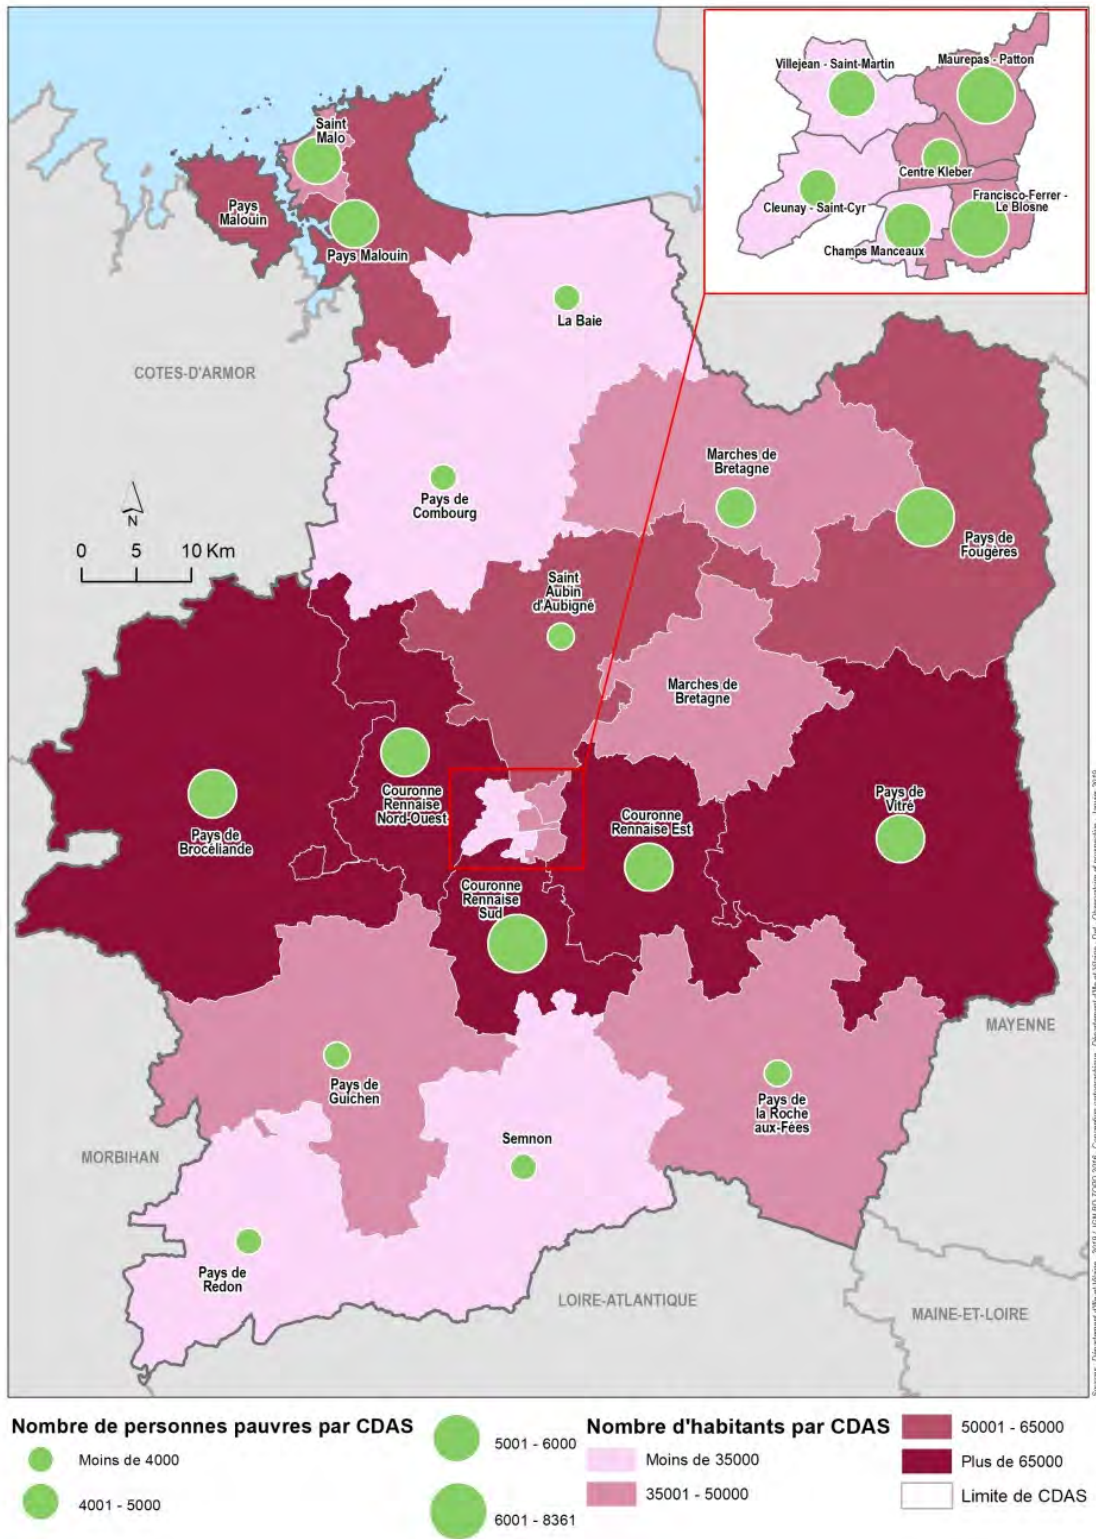 Villejean - Saint-Martin
Maurepas - Patton
Centre Kleber
Cleunay - Saint-Cyr
Francisco-Ferrer -
Le Blosne
Champs Manceaux
Saint
Malo
Pays
Malouin
Pays Malouin
La Baie
COTES-D'ARMOR
Marches de
Bretagne
Pays de
Combourg
Pays de
Fougères
N
0 5 10 Km
Saint
Aubin
d'Aubigné
Marches de
Bretagne
Couronne
Rennaise
Nord-Ouest
Pays de
Brocéliande
Couronne
Rennaise Est
Pays de
Vitré
Couronne
Rennaise
Sud
MAYENNE
Pays de
Guichen
Pays de
la Roche
aux-Fées
Semnon
MORBIHAN
Pays de
Redon
LOIRE-ATLANTIQUE
MAINE-ET-LOIRE
Nombre de personnes pauvres par CDAS
Moins de 4000
4001 - 5000
5001 - 6000
6001 - 8361
Nombre d'habitants par CDAS
Moins de 35000
35001 - 50000
50001 - 65000
Plus de 65000
Limite de CDAS